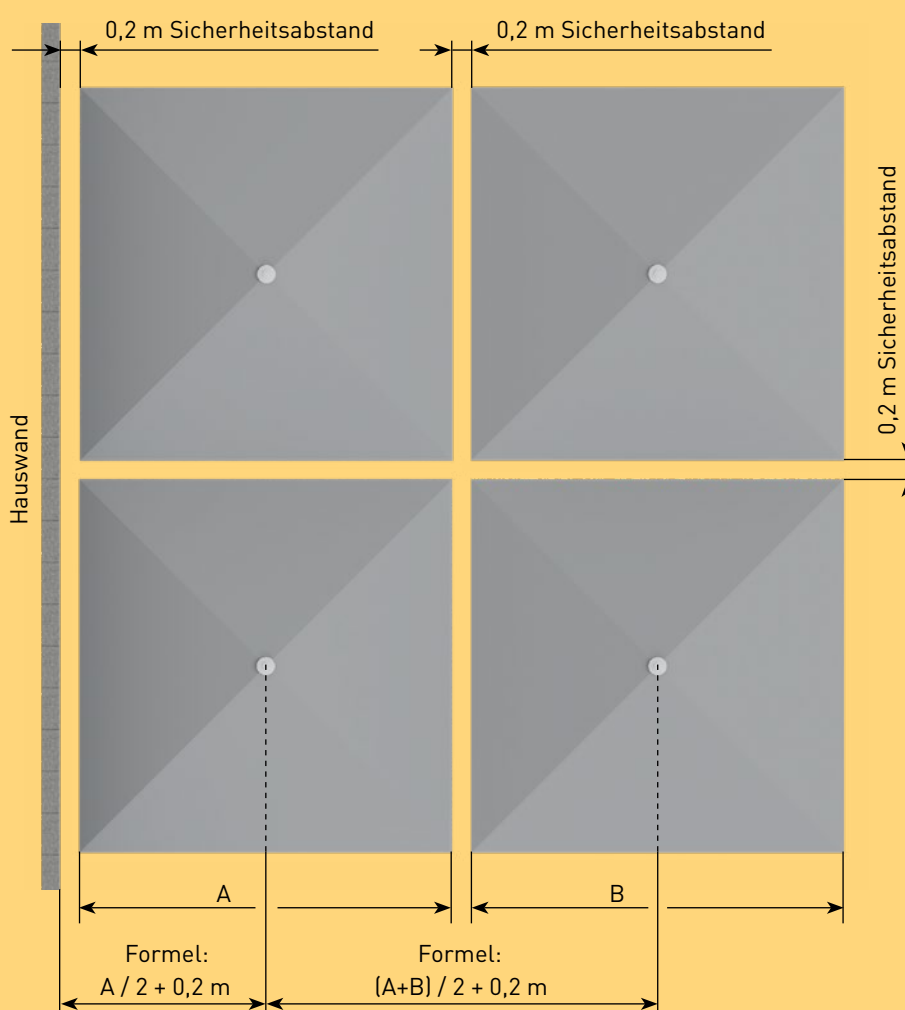 0,2 m Sicherheitsabstand
0,2 m Sicherheitsabstand
0,2 m Sicherheitsabstand
Hauswand
A
B
Formel:
A / 2 + 0,2 m
Formel:
(A+B) / 2 + 0,2 m